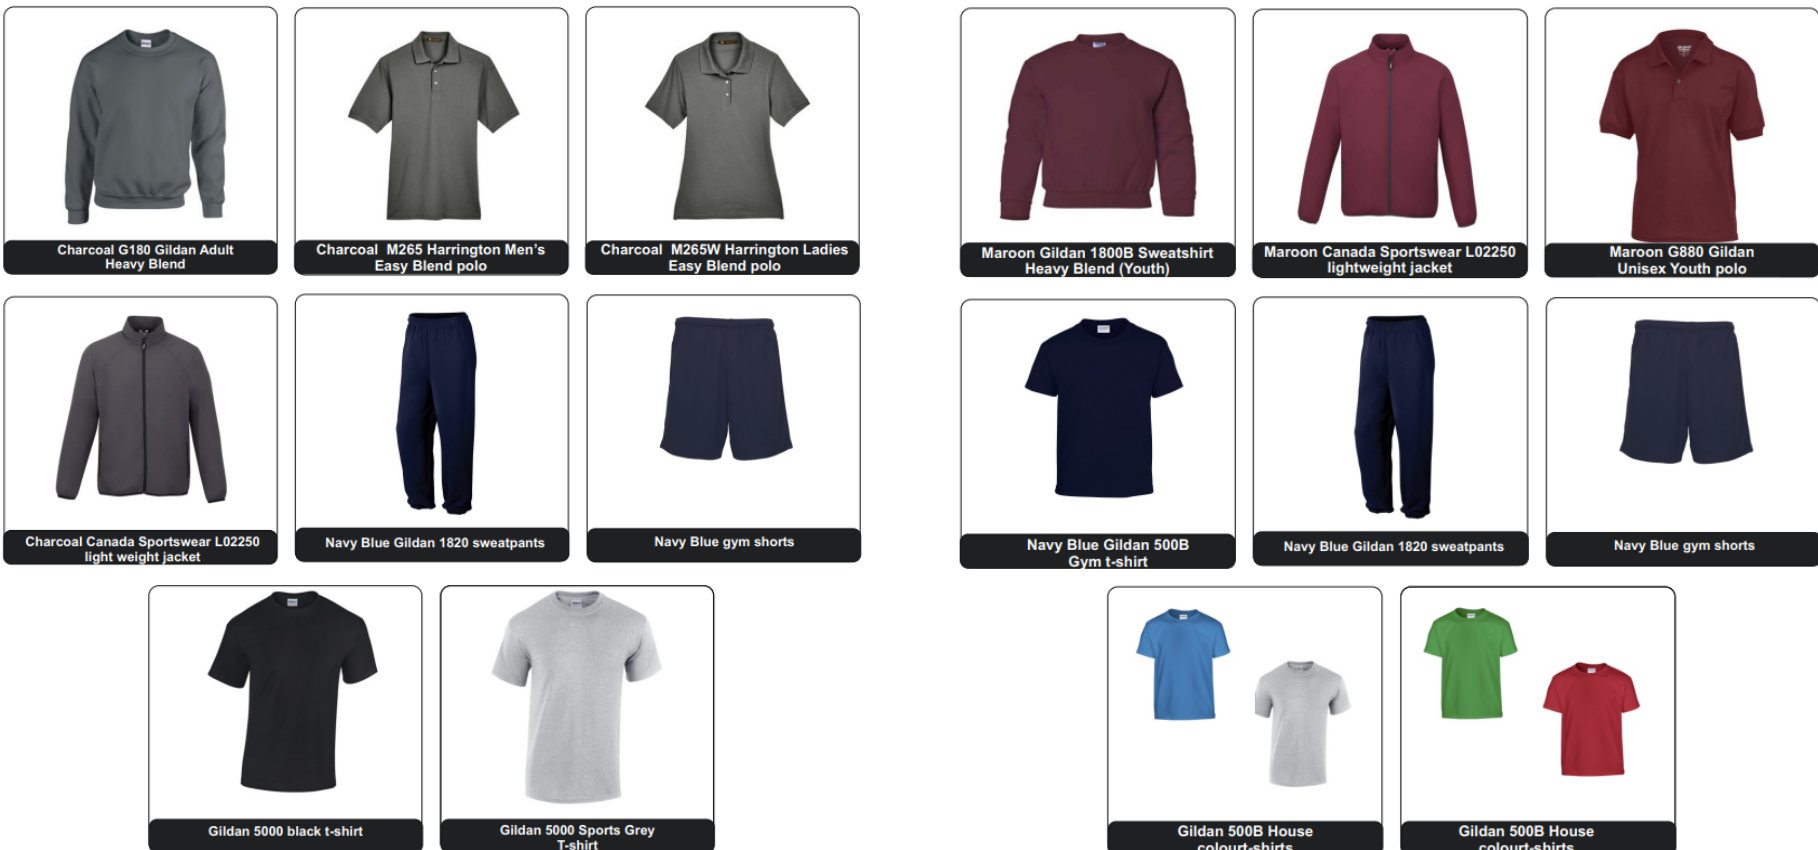 Charcoal G180 Gildan Adult
Heavy Blend
Charcoal M265 Harrington Men's
Easy Blend polo
Charcoal M265W Harrington Ladies
Easy Blend polo
Charcoal Canada Sportswear L02250
light weight jacket
Navy Blue Gildan 1820 sweatpants
Navy Blue gym shorts
Gildan 5000 black t-shirt
Gildan 5000 Sports Grey
T-shirt
Maroon Gildan 1800B Sweatshirt
Heavy Blend (Youth)
Maroon Canada Sportswear L02250
lightweight jacket
Maroon G880 Gildan
Unisex Youth polo
Navy Blue Gildan 500B
Gym t-shirt
Navy Blue Gildan 1820 sweatpants
Navy Blue gym shorts
Gildan 500B House
colourt-shirts
Gildan 500B House
colourt-shirts